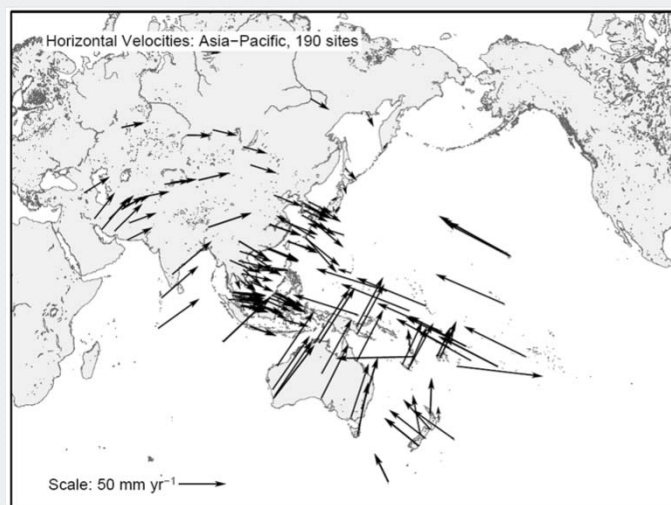 Horizontal Velocities: Asia−Pacific, 190 sites
Scale: 50 mm yr⁻¹